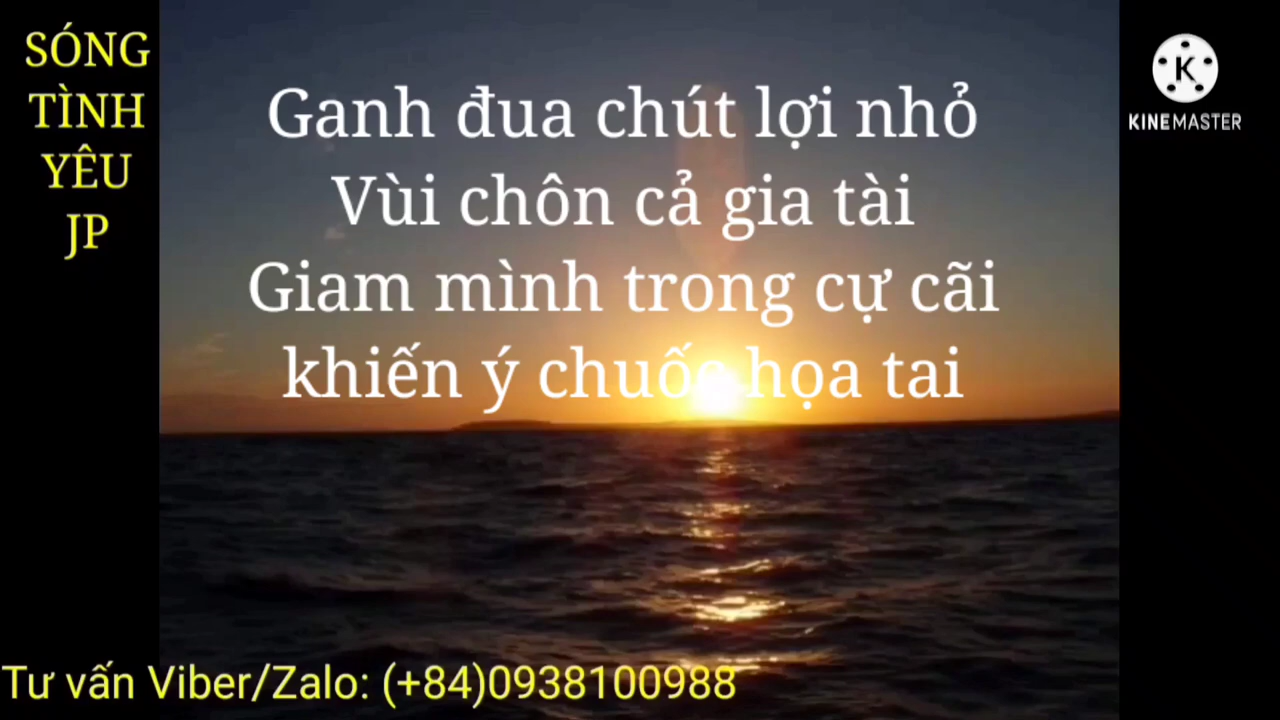 SÓNG
TÌNH
YÊU
JP
Ganh đua chút lợi nhỏ
Vùi chôn cả gia tài
Giam mình trong cự cãi
khiến ý chuốc họa tai
KINEMASTER
Tư vấn Viber/Zalo: (+84)0938100988